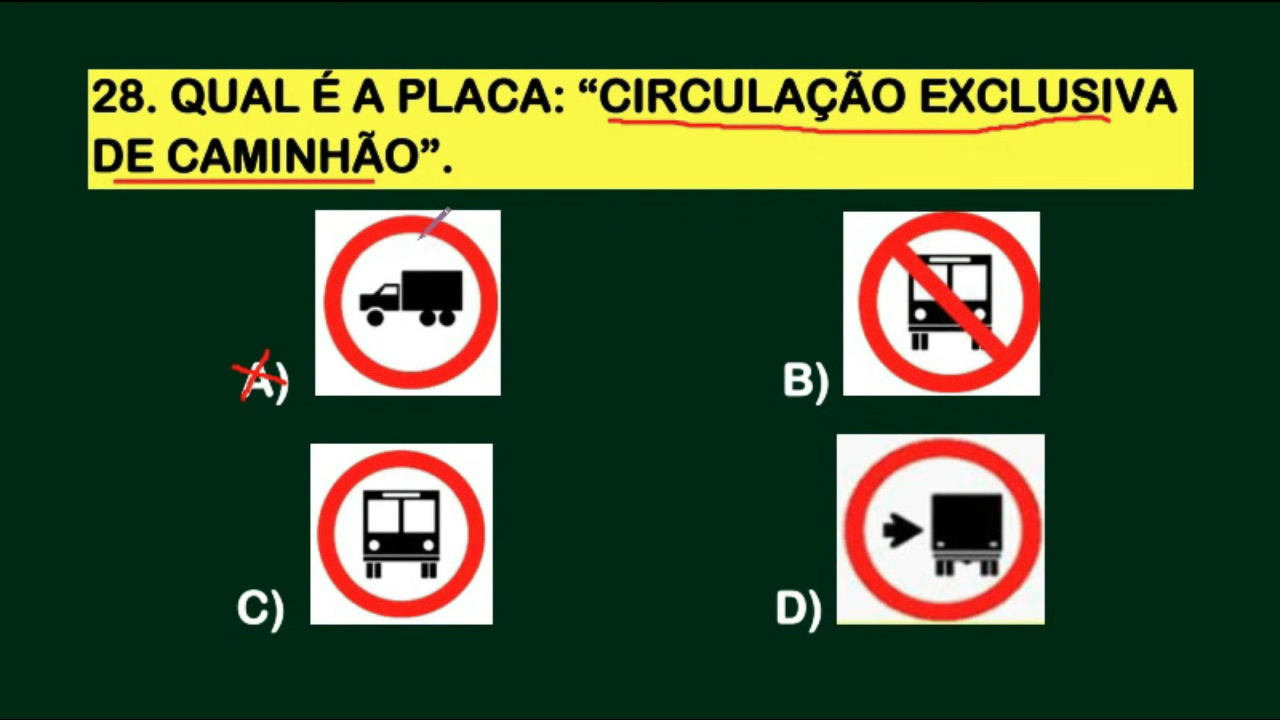 28. QUAL É A PLACA: “CIRCULAÇÃO EXCLUSIVA
DE CAMINHÃO”.
A)
B)
C)
D)